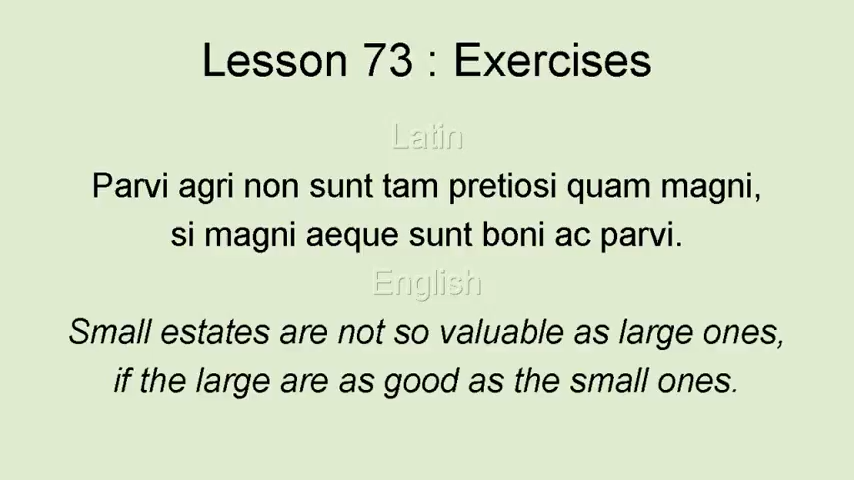 Lesson 73 : Exercises
Latin
Parvi agri non sunt tam pretiosi quam magni,
si magni aeque sunt boni ac parvi.
English
Small estates are not so valuable as large ones,
if the large are as good as the small ones.